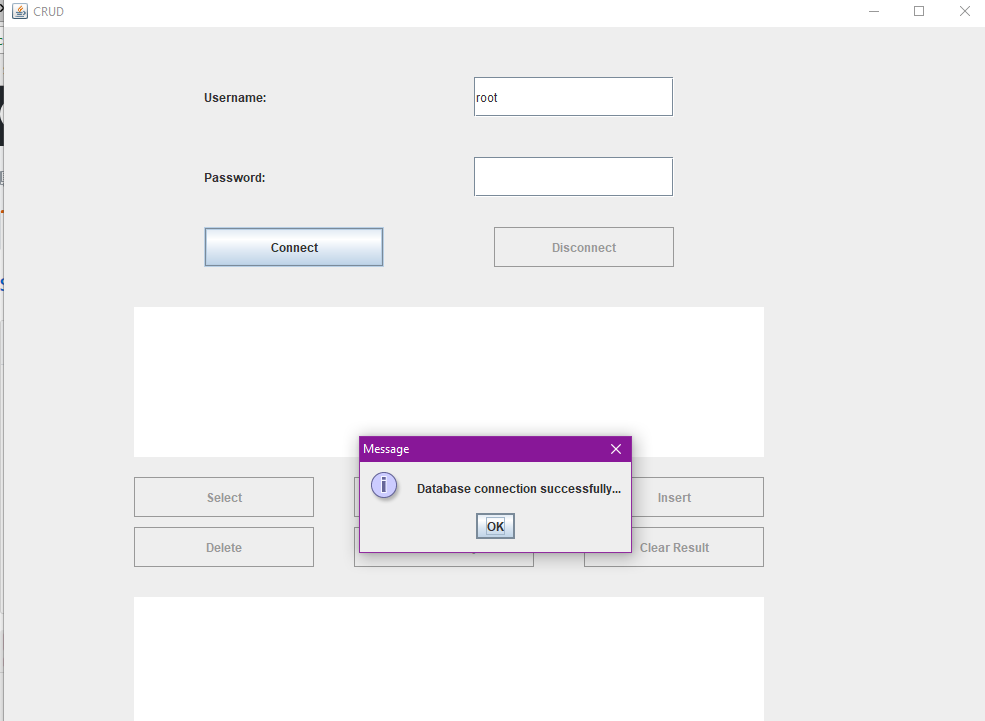 CRUD
Username:
root
Password:
Connect
Disconnect
Message
Database connection successfully...
OK
Select
Insert
Delete
Clear Result